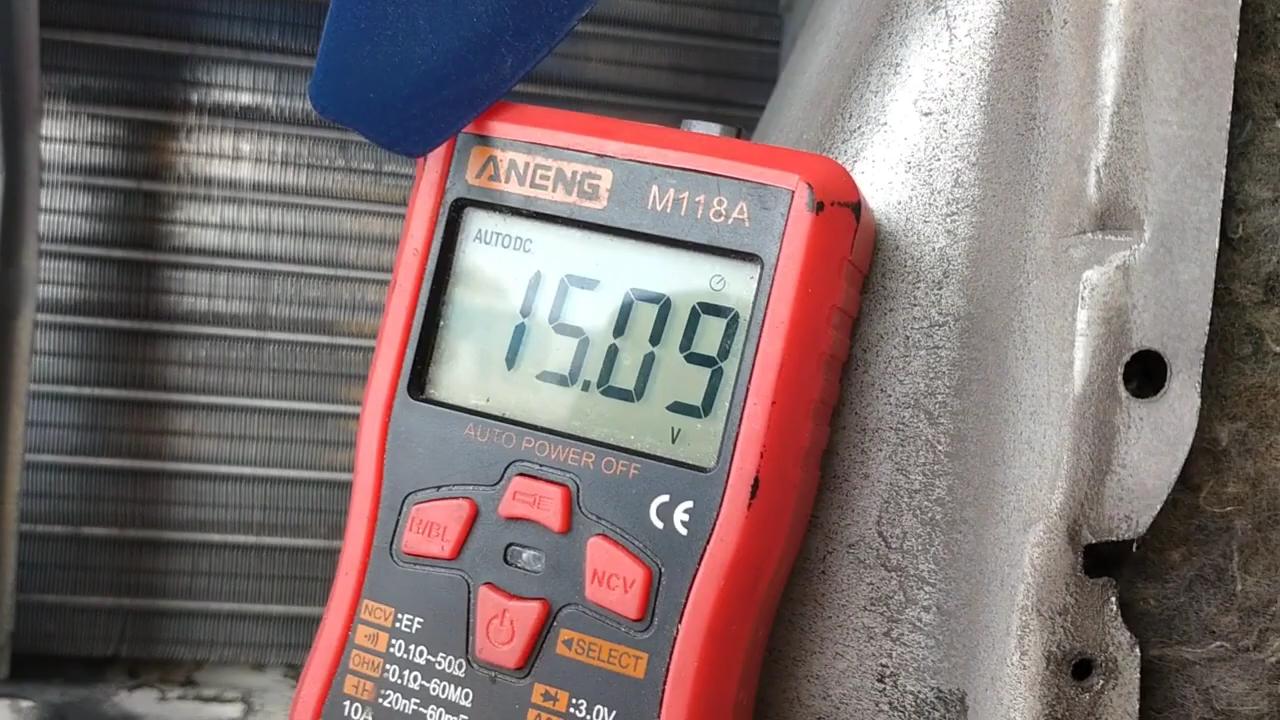 ANENG
M118A
AUTO DC
15.09
V
AUTO POWER OFF
CE
H/BL
NCV
NCV :EF
:0.1Ω~50Ω
◄SELECT
OHM :0.1Ω~60MΩ
:20nF~60mF
:3.0V
10A